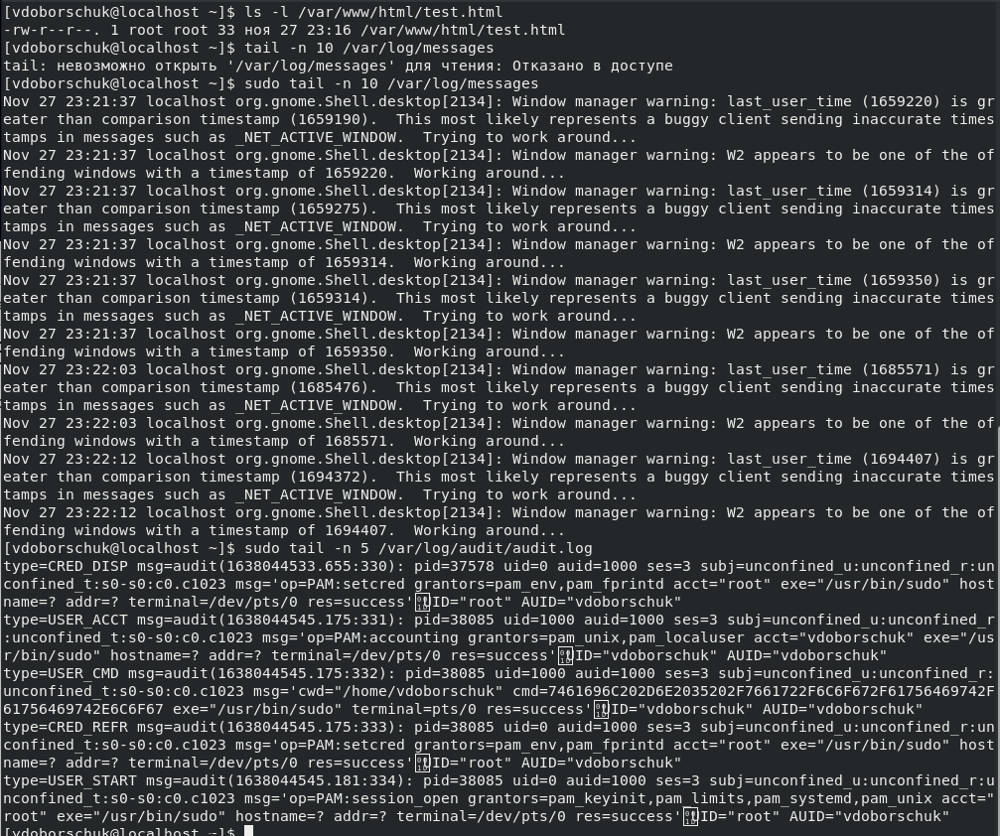 [vdoborschuk@localhost ~]$ ls -l /var/www/html/test.html
-rw-r--r--. 1 root root 33 ноя 27 23:16 /var/www/html/test.html
[vdoborschuk@localhost ~]$ tail -n 10 /var/log/messages
tail: невозможно открыть '/var/log/messages' для чтения: Отказано в доступе
[vdoborschuk@localhost ~]$ sudo tail -n 10 /var/log/messages
Nov 27 23:21:37 localhost org.gnome.Shell.desktop[2134]: Window manager warning: last_user_time (1659220) is gr
eater than comparison timestamp (1659190).  This most likely represents a buggy client sending inaccurate times
tamps in messages such as _NET_ACTIVE_WINDOW.  Trying to work around...
Nov 27 23:21:37 localhost org.gnome.Shell.desktop[2134]: Window manager warning: W2 appears to be one of the of
fending windows with a timestamp of 1659220.  Working around...
Nov 27 23:21:37 localhost org.gnome.Shell.desktop[2134]: Window manager warning: last_user_time (1659314) is gr
eater than comparison timestamp (1659275).  This most likely represents a buggy client sending inaccurate times
tamps in messages such as _NET_ACTIVE_WINDOW.  Trying to work around...
Nov 27 23:21:37 localhost org.gnome.Shell.desktop[2134]: Window manager warning: W2 appears to be one of the of
fending windows with a timestamp of 1659314.  Working around...
Nov 27 23:21:37 localhost org.gnome.Shell.desktop[2134]: Window manager warning: last_user_time (1659350) is gr
eater than comparison timestamp (1659314).  This most likely represents a buggy client sending inaccurate times
tamps in messages such as _NET_ACTIVE_WINDOW.  Trying to work around...
Nov 27 23:21:37 localhost org.gnome.Shell.desktop[2134]: Window manager warning: W2 appears to be one of the of
fending windows with a timestamp of 1659350.  Working around...
Nov 27 23:22:03 localhost org.gnome.Shell.desktop[2134]: Window manager warning: last_user_time (1685571) is gr
eater than comparison timestamp (1685476).  This most likely represents a buggy client sending inaccurate times
tamps in messages such as _NET_ACTIVE_WINDOW.  Trying to work around...
Nov 27 23:22:03 localhost org.gnome.Shell.desktop[2134]: Window manager warning: W2 appears to be one of the of
fending windows with a timestamp of 1685571.  Working around...
Nov 27 23:22:12 localhost org.gnome.Shell.desktop[2134]: Window manager warning: last_user_time (1694407) is gr
eater than comparison timestamp (1694372).  This most likely represents a buggy client sending inaccurate times
tamps in messages such as _NET_ACTIVE_WINDOW.  Trying to work around...
Nov 27 23:22:12 localhost org.gnome.Shell.desktop[2134]: Window manager warning: W2 appears to be one of the of
fending windows with a timestamp of 1694407.  Working around...
[vdoborschuk@localhost ~]$ sudo tail -n 5 /var/log/audit/audit.log
type=CRED_DISP msg=audit(1638044533.655:330): pid=37578 uid=0 auid=1000 ses=3 subj=unconfined_u:unconfined_r:un
confined_t:s0-s0:c0.c1023 msg='op=PAM:setcred grantors=pam_env,pam_fprintd acct="root" exe="/usr/bin/sudo" host
name=? addr=? terminal=/dev/pts/0 res=success'UID="root" AUID="vdoborschuk"
type=USER_ACCT msg=audit(1638044545.175:331): pid=38085 uid=1000 auid=1000 ses=3 subj=unconfined_u:unconfined_r
:unconfined_t:s0-s0:c0.c1023 msg='op=PAM:accounting grantors=pam_unix,pam_localuser acct="vdoborschuk" exe="/us
r/bin/sudo" hostname=? addr=? terminal=/dev/pts/0 res=success'UID="vdoborschuk" AUID="vdoborschuk"
type=USER_CMD msg=audit(1638044545.175:332): pid=38085 uid=1000 auid=1000 ses=3 subj=unconfined_u:unconfined_r:
unconfined_t:s0-s0:c0.c1023 msg='cwd="/home/vdoborschuk" cmd=7461696C202D6E2035202F7661722F6C6F672F61756469742F
61756469742E6C6F67 exe="/usr/bin/sudo" terminal=pts/0 res=success'UID="vdoborschuk" AUID="vdoborschuk"
type=CRED_REFR msg=audit(1638044545.175:333): pid=38085 uid=0 auid=1000 ses=3 subj=unconfined_u:unconfined_r:un
confined_t:s0-s0:c0.c1023 msg='op=PAM:setcred grantors=pam_env,pam_fprintd acct="root" exe="/usr/bin/sudo" host
name=? addr=? terminal=/dev/pts/0 res=success'UID="root" AUID="vdoborschuk"
type=USER_START msg=audit(1638044545.181:334): pid=38085 uid=0 auid=1000 ses=3 subj=unconfined_u:unconfined_r:u
nconfined_t:s0-s0:c0.c1023 msg='op=PAM:session_open grantors=pam_keyinit,pam_limits,pam_systemd,pam_unix acct="
root" exe="/usr/bin/sudo" hostname=? addr=? terminal=/dev/pts/0 res=success'UID="root" AUID="vdoborschuk"
[vdoborschuk@localhost ~]$